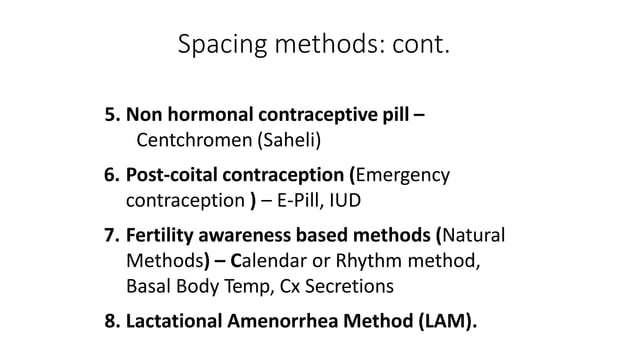 Spacing methods: cont.
5. Non hormonal contraceptive pill –
Centchromen (Saheli)
6. Post-coital contraception (Emergency
contraception ) – E-Pill, IUD
7. Fertility awareness based methods (Natural
Methods) – Calendar or Rhythm method,
Basal Body Temp, Cx Secretions
8. Lactational Amenorrhea Method (LAM).